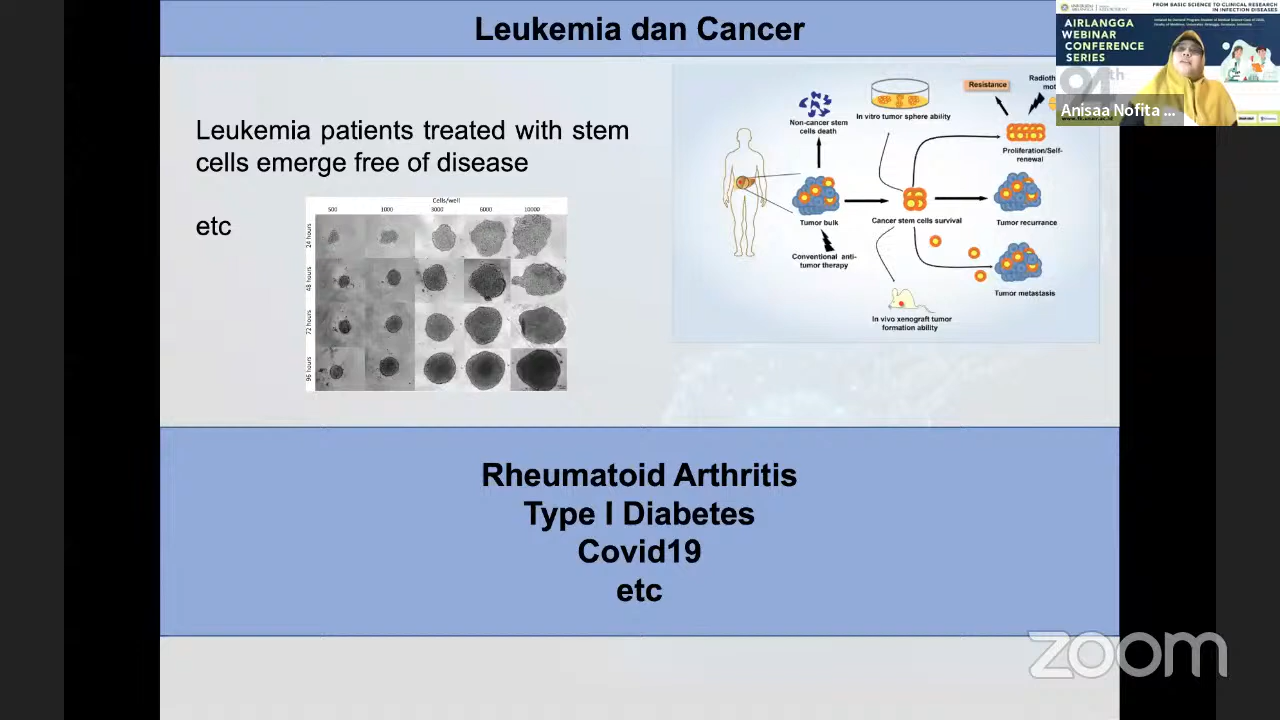 Leukemia dan Cancer
Leukemia patients treated with stem
cells emerge free of disease
etc
Cells/well
500 1000 3000 6000 10000
24 hours
48 hours
72 hours
96 hours
Non-cancer stem
cells death
In vitro tumor sphere ability
Resistance
Radioth
mot
Proliferation/Self-
renewal
Tumor bulk
Cancer stem cells survival
Tumor recurrance
Conventional anti-
tumor therapy
Tumor metastasis
In vivo xenograft tumor
formation ability
Rheumatoid Arthritis
Type I Diabetes
Covid19
etc
FROM BASIC SCIENCE TO CLINICAL RESEARCH
IN INFECTION DISEASES
AIRLANGGA
WEBINAR
CONFERENCE
SERIES
94th
Anisaa Nofita ...
zoom